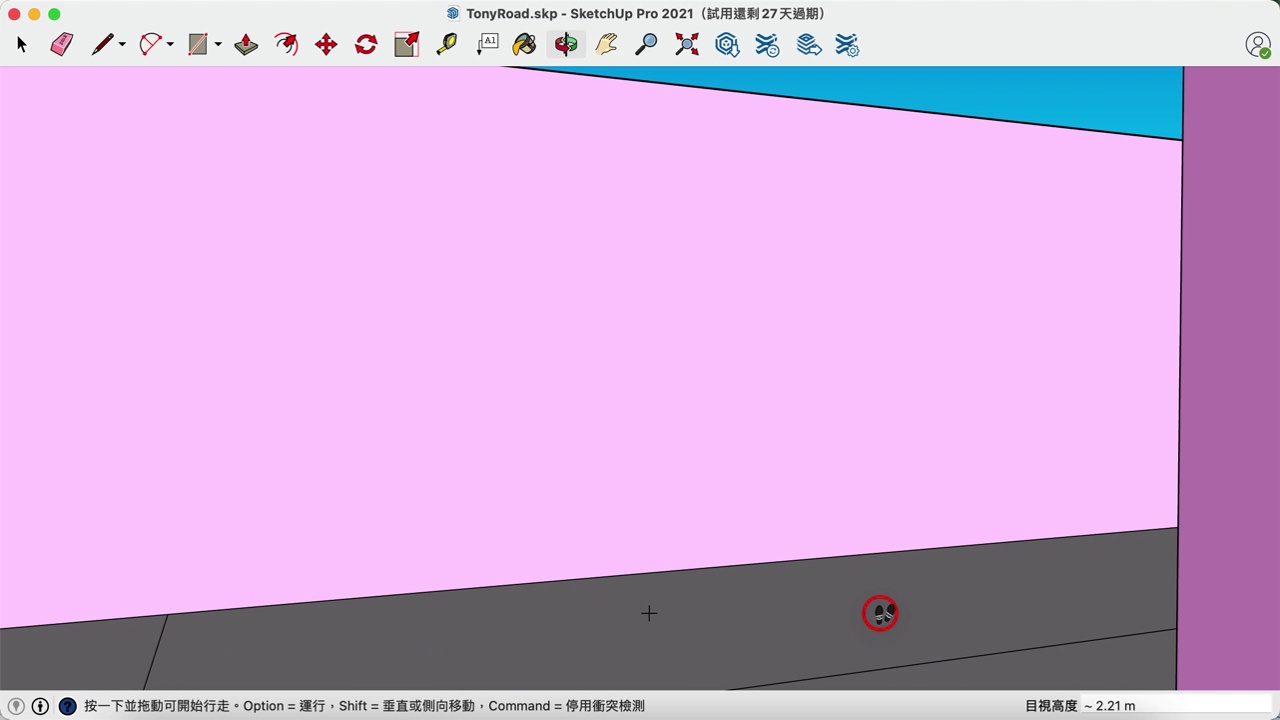 TonyRoad.skp - SketchUp Pro 2021（試用還剩 27 天過期）
A1
按一下並拖動可開始行走。Option = 運行，Shift = 垂直或側向移動，Command = 停用衝突檢測
目視高度 ~ 2.21 m